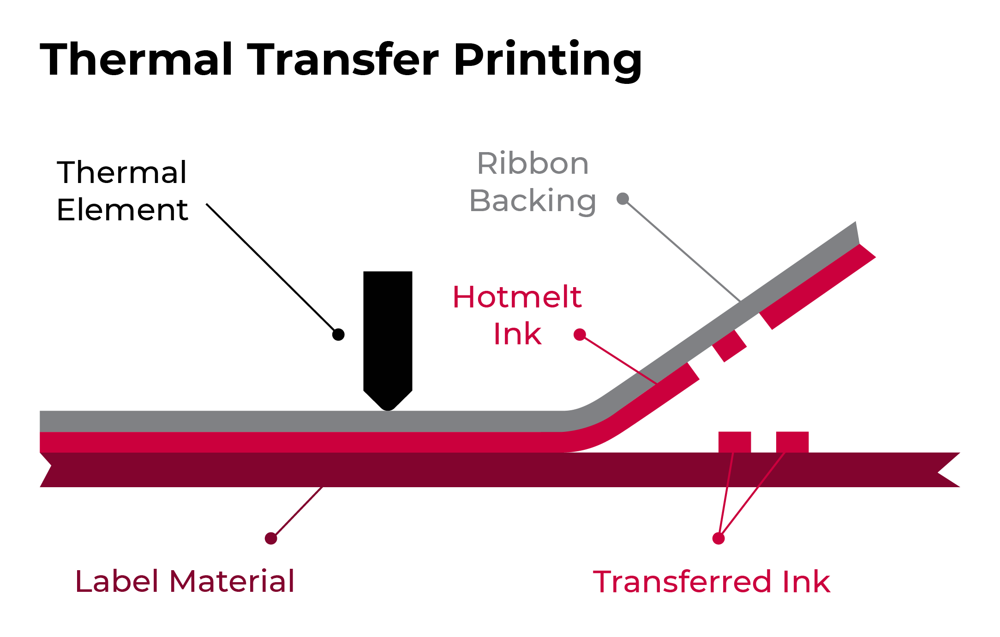 Thermal Transfer Printing
Thermal
Element
Ribbon
Backing
Hotmelt
Ink
Label Material
Transferred Ink